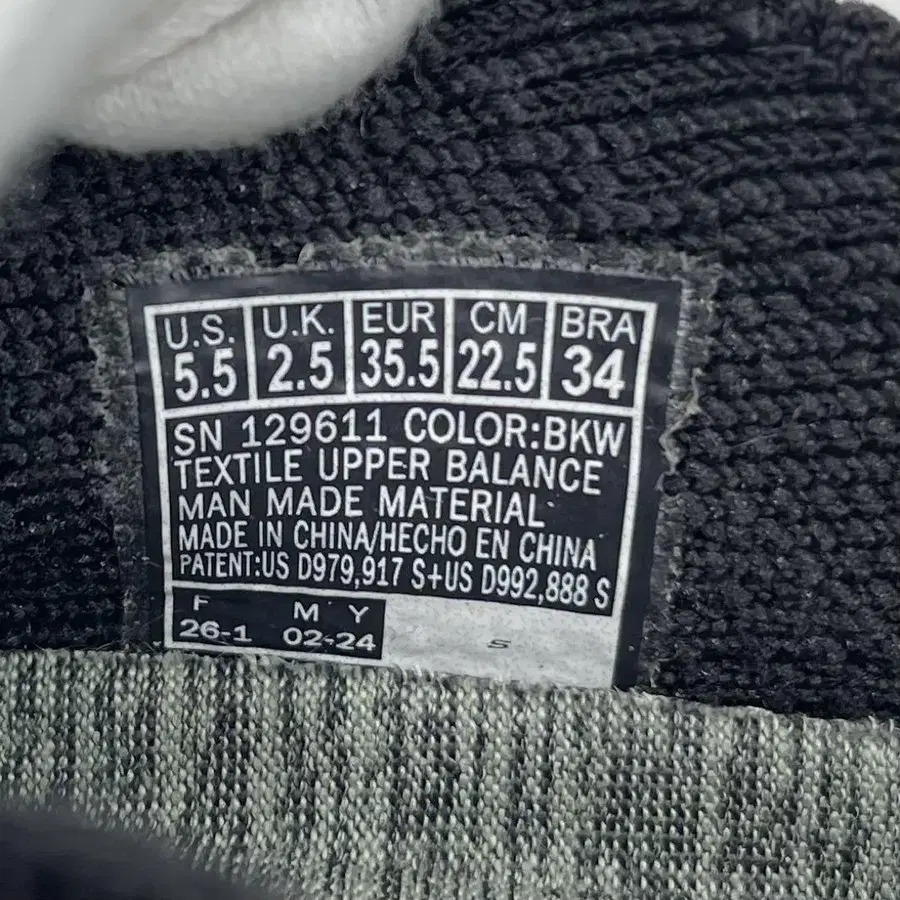 U.S. U.K. EUR CM BRA
5.5 2.5 35.5 22.5 34
SN 129611 COLOR:BKW
TEXTILE UPPER BALANCE
MAN MADE MATERIAL
MADE IN CHINA/HECHO EN CHINA
PATENT:US D979,917 S+US D992,888 S
F M Y
26-1 02-24 S